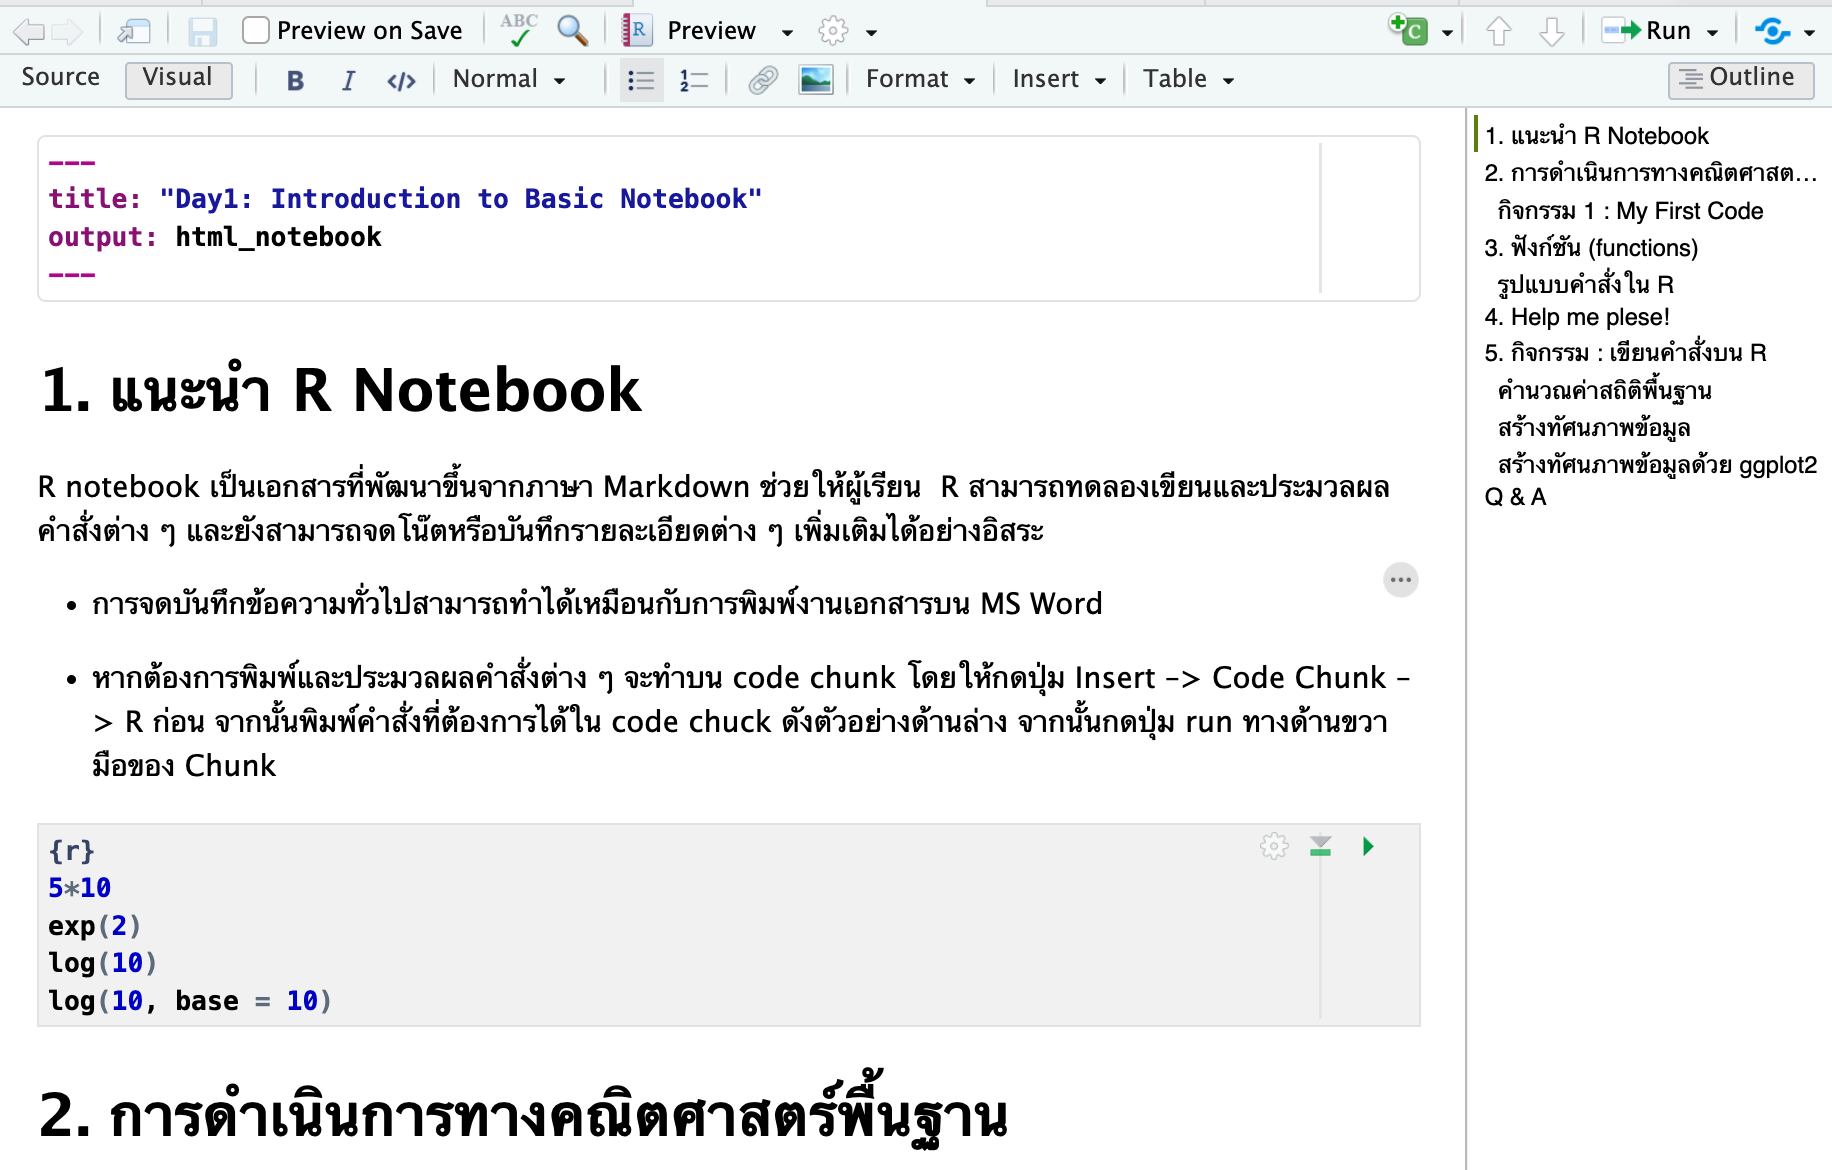 Preview on Save ABC R Preview C Run
Source Visual B I </> Normal Format Insert Table Outline
---
title: "Day1: Introduction to Basic Notebook"
output: html_notebook
---
1. แนะนำ R Notebook
R notebook เป็นเอกสารที่พัฒนาขึ้นจากภาษา Markdown ช่วยให้ผู้เรียน R สามารถทดลองเขียนและประมวลผล
คำสั่งต่าง ๆ และยังสามารถจดโน๊ตหรือบันทึกรายละเอียดต่าง ๆ เพิ่มเติมได้อย่างอิสระ
• การจดบันทึกข้อความทั่วไปสามารถทำได้เหมือนกับการพิมพ์งานเอกสารบน MS Word
• หากต้องการพิมพ์และประมวลผลคำสั่งต่าง ๆ จะทำบน code chunk โดยให้กดปุ่ม Insert -> Code Chunk -
> R ก่อน จากนั้นพิมพ์คำสั่งที่ต้องการได้ใน code chuck ดังตัวอย่างด้านล่าง จากนั้นกดปุ่ม run ทางด้านขวา
มือของ Chunk
{r}
5*10
exp(2)
log(10)
log(10, base = 10)
2. การดำเนินการทางคณิตศาสตร์พื้นฐาน
1. แนะนำ R Notebook
2. การดำเนินการทางคณิตศาสต...
กิจกรรม 1 : My First Code
3. ฟังก์ชัน (functions)
รูปแบบคำสั่งใน R
4. Help me plese!
5. กิจกรรม : เขียนคำสั่งบน R
คำนวณค่าสถิติพื้นฐาน
สร้างทัศนภาพข้อมูล
สร้างทัศนภาพข้อมูลด้วย ggplot2
Q & A